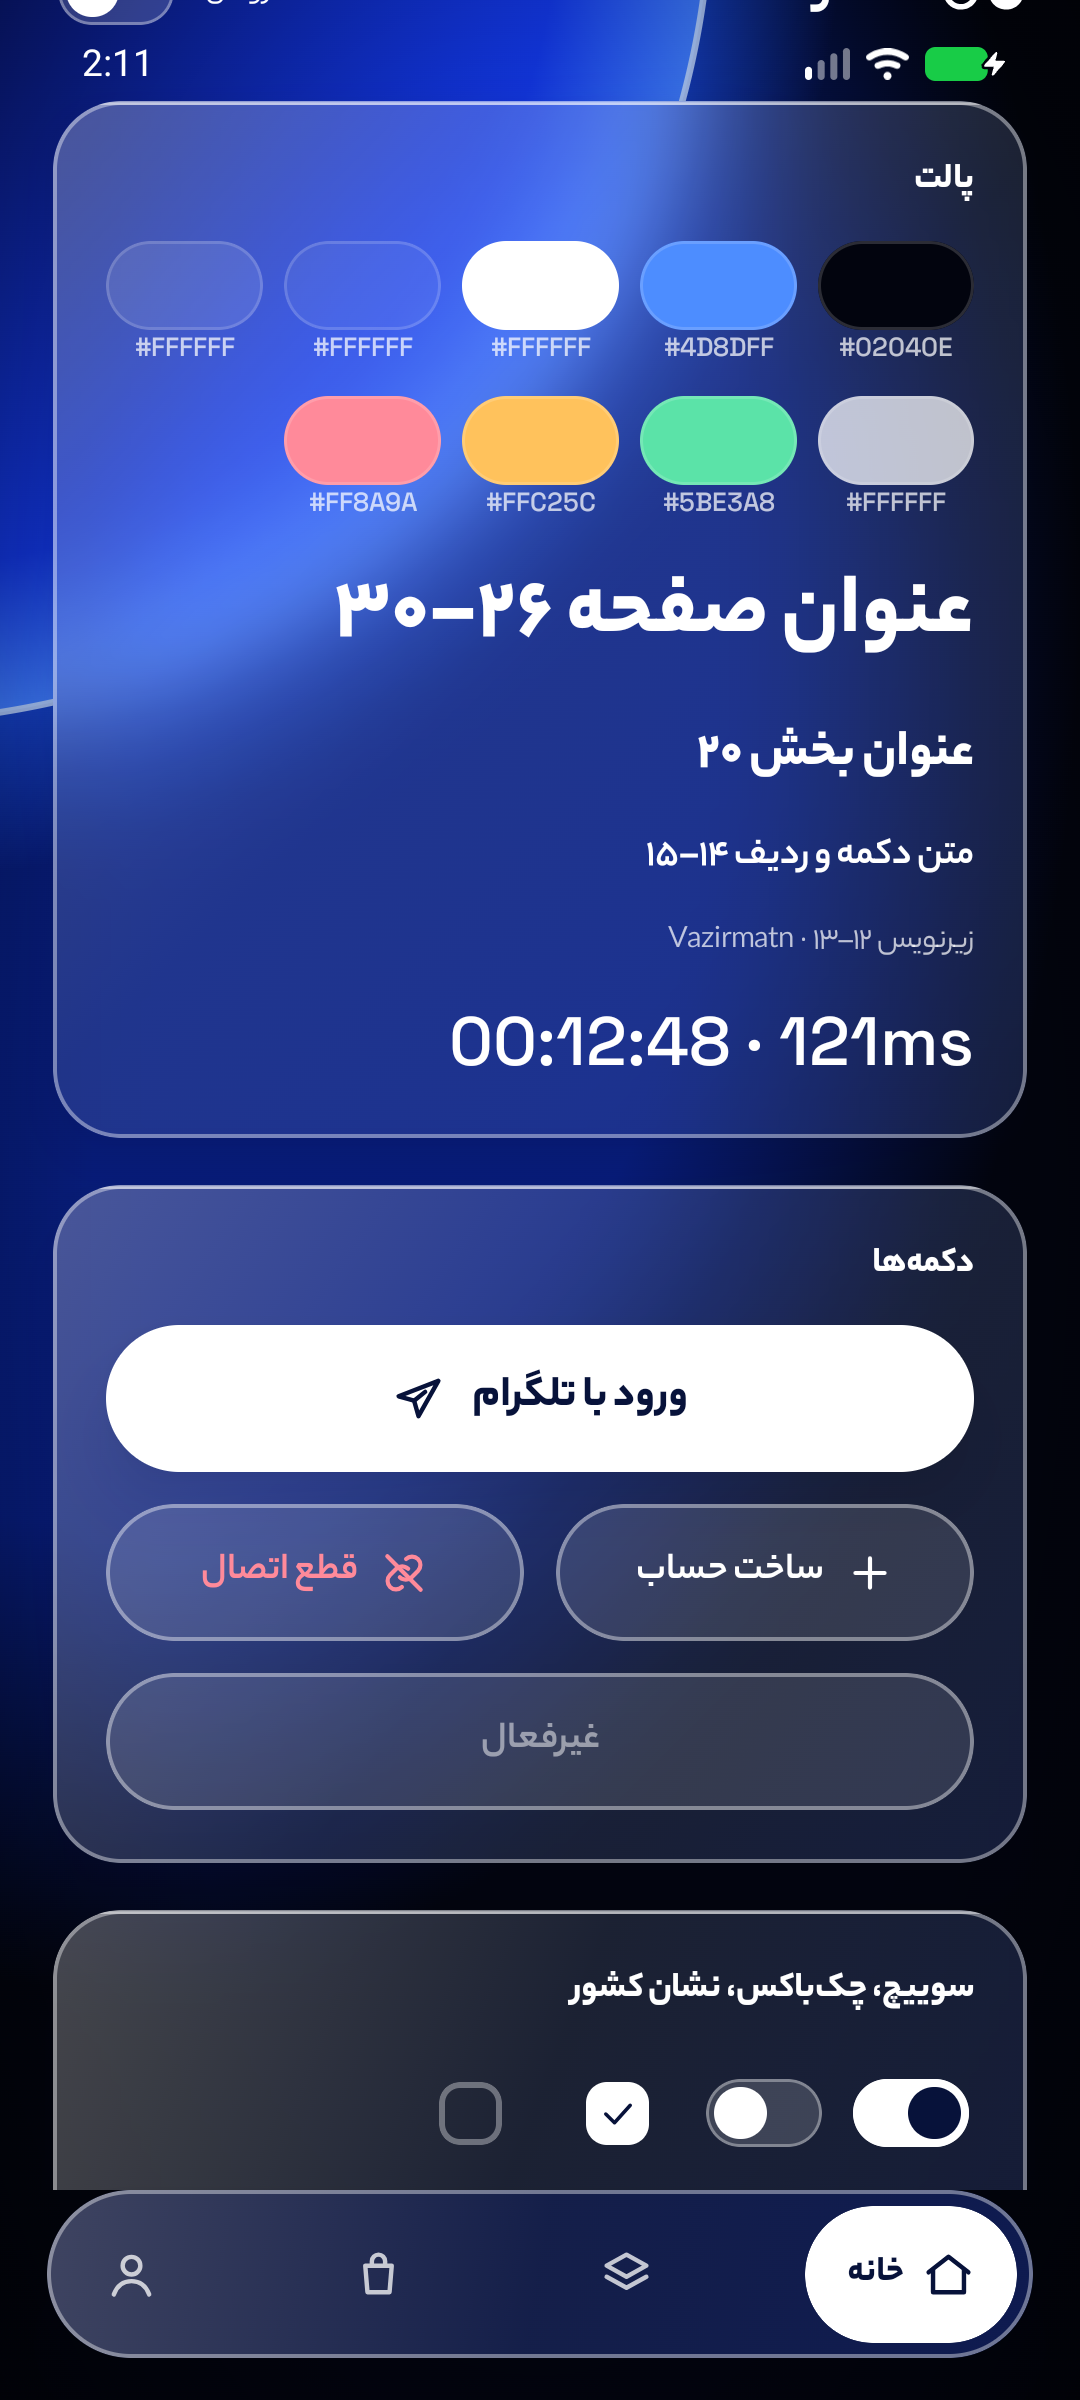 2:11
پالت
#02040E #4D8DFF #FFFFFF #FFFFFF #FFFFFF
#FFFFFF #5BE3A8 #FFC25C #FF8A9A
عنوان صفحه ۲۶–۳۰
عنوان بخش ۲۰
متن دکمه و ردیف ۱۴–۱۵
زیرنویس ۱۲–۱۳ · Vazirmatn
00:12:48 · 121ms
دکمه‌ها
ورود با تلگرام
ساخت حساب
قطع اتصال
غیرفعال
سوییچ، چک‌باکس، نشان کشور
خانه